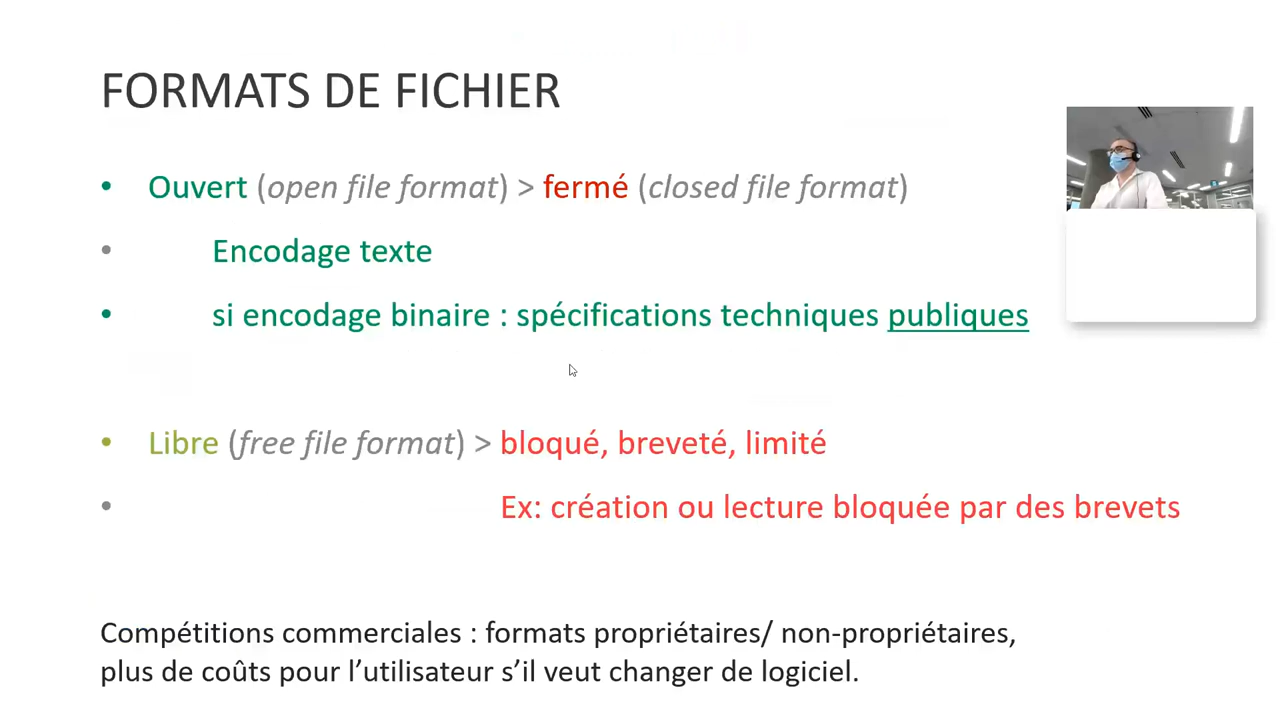 FORMATS DE FICHIER
• Ouvert (open file format) > fermé (closed file format)
• Encodage texte
• si encodage binaire : spécifications techniques publiques
• Libre (free file format) > bloqué, breveté, limité
• Ex: création ou lecture bloquée par des brevets
Compétitions commerciales : formats propriétaires/ non-propriétaires,
plus de coûts pour l’utilisateur s’il veut changer de logiciel.